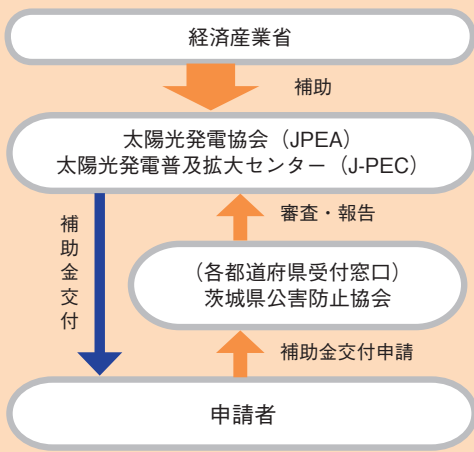 経済産業省
補助
太陽光発電協会（JPEA）
太陽光発電普及拡大センター（J-PEC）
補助金交付
審査・報告
（各都道府県受付窓口）
茨城県公害防止協会
補助金交付申請
申請者